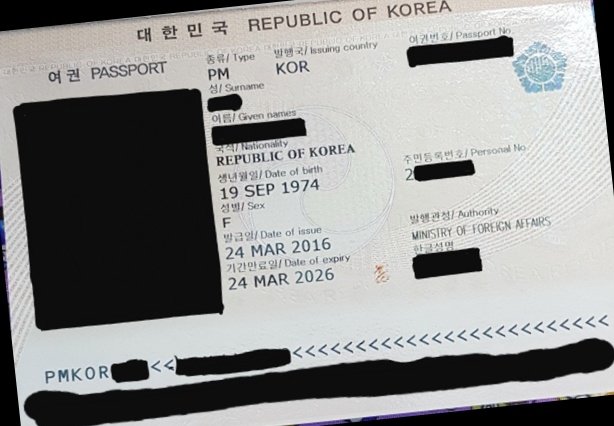 대한민국 REPUBLIC OF KOREA
여권 PASSPORT
종류/ Type
발행국/ Issuing country
여권번호/ Passport No.
PM
KOR
성/ Surname
이름/ Given names
국적/ Nationality
REPUBLIC OF KOREA
주민등록번호/ Personal No.
2
생년월일/ Date of birth
19 SEP 1974
성별/ Sex
F
발행관청/ Authority
MINISTRY OF FOREIGN AFFAIRS
발급일/ Date of issue
24 MAR 2016
한글성명
기간만료일/ Date of expiry
24 MAR 2026
PMKOR<<<<<<<<<<<<<<<<<<<<<<<<<<<